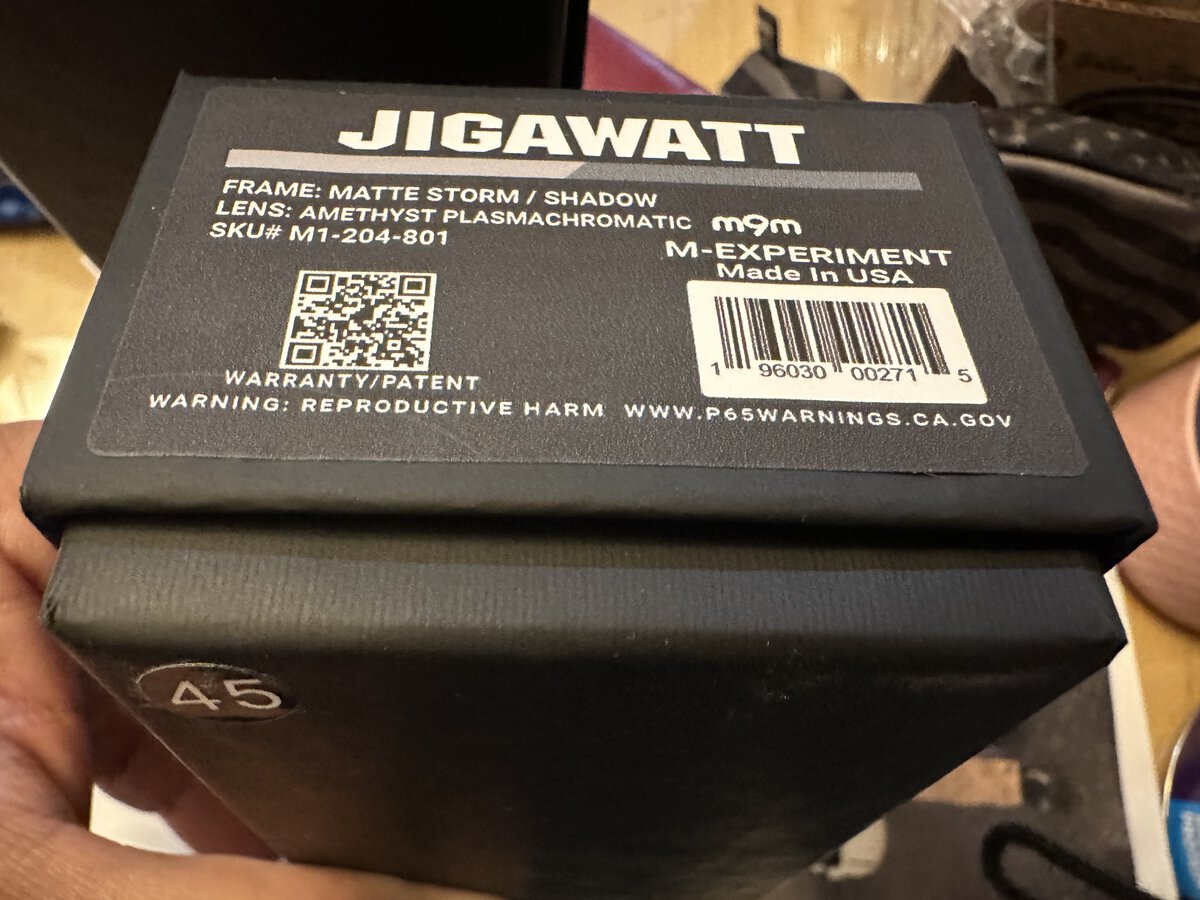 JIGAWATT
FRAME: MATTE STORM / SHADOW
LENS: AMETHYST PLASMACHROMATIC
SKU# M1-204-801
m9m
M-EXPERIMENT
Made In USA
1 96030 00271 5
WARRANTY/PATENT
WARNING: REPRODUCTIVE HARM WWW.P65WARNINGS.CA.GOV
45